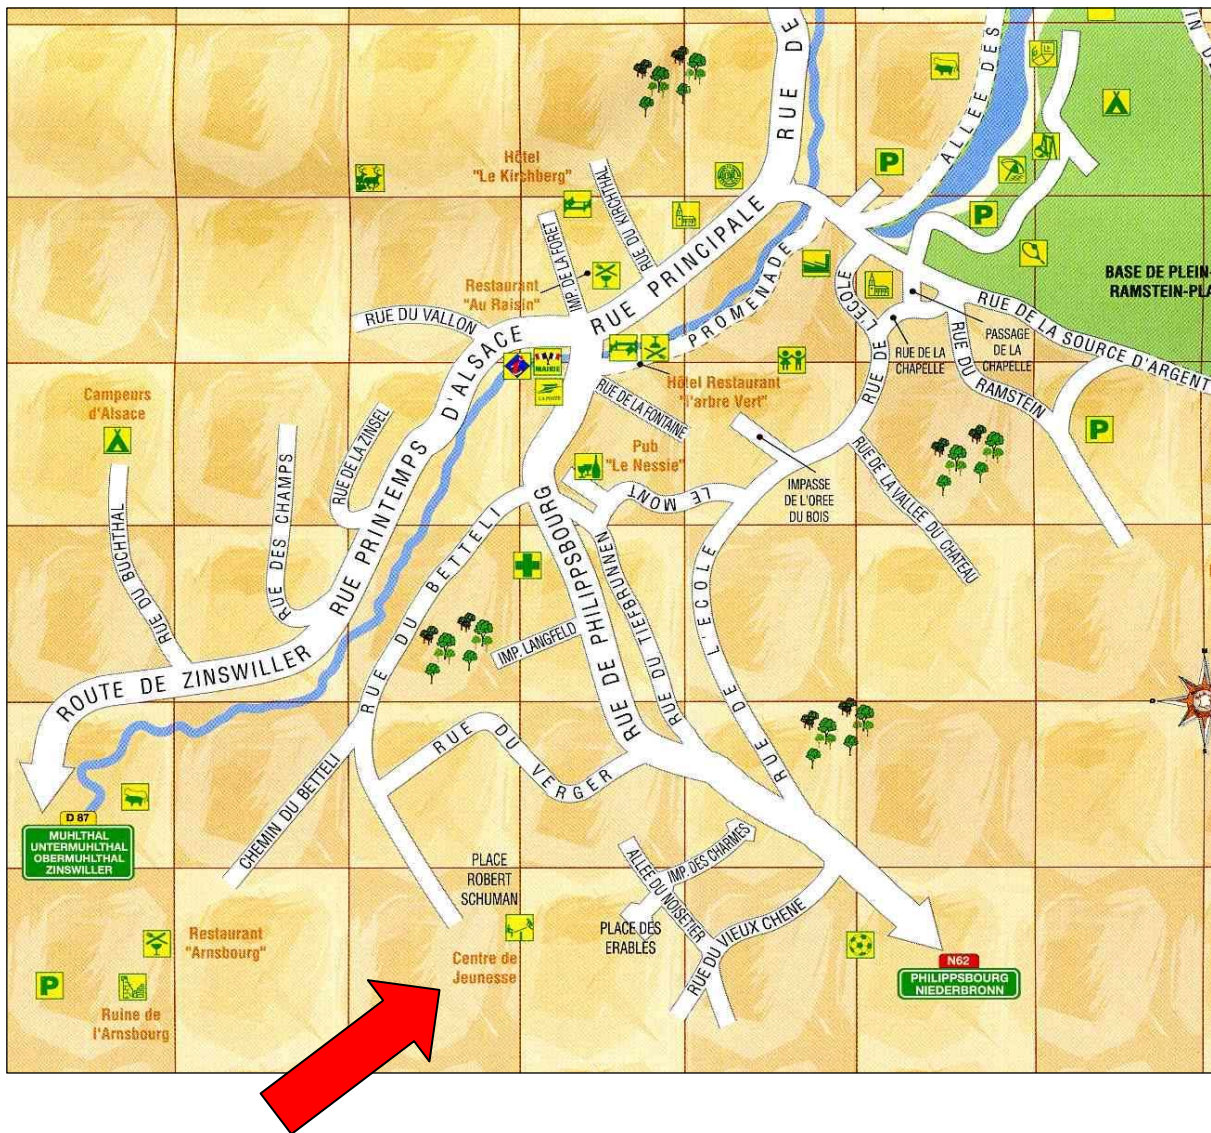 RUE DE
ALLÉE DES
Hôtel
"Le Kirshberg"
P
IMP. DE LA FORET
RUE DU KIRCHTHAL
RUE PRINCIPALE
PROMENADE
P
Restaurant
"Au Raisin"
BASE DE PLEIN-
RAMSTEIN-PLA
RUE DU VALLON
RUE DE L'ECOLE
RUE DE LA SOURCE D'ARGENT
PASSAGE
DE LA
CHAPELLE
RUE DE LA
CHAPELLE
RUE DU RAMSTEIN
MAIRIE
LA POSTE
Hôtel Restaurant
"l'arbre Vert"
RUE DE LA FONTAINE
Campeurs
d'Alsace
RUE PRINTEMPS D'ALSACE
RUE DE LA ZINSEL
RUE DES CHAMPS
RUE DU BUCHTHAL
Pub
"Le Nessie"
P
IMPASSE
DE L'OREE
DU BOIS
LE MONT
RUE DE LA VALLÉE DU CHATEAU
RUE DU BETTELI
RUE DE PHILIPPSBOURG
RUE DU TIEFBRUNNEN
RUE DE L'ECOLE
IMP. LANGFELD
ROUTE DE ZINSWILLER
RUE DU VERGER
CHEMIN DU BETTELI
D 87
MUHLTHAL
UNTERMUHLTHAL
OBERMUHLTHAL
ZINSWILLER
PLACE
ROBERT
SCHUMAN
IMP. DES CHARMES
ALLEE DU NOISETIER
PLACE DES
ERABLES
RUE DU VIEUX CHENE
Restaurant
"Arnsbourg"
Centre de
Jeunesse
P
Ruine de
l'Arnsbourg
N62
PHILIPPSBOURG
NIEDERBRONN